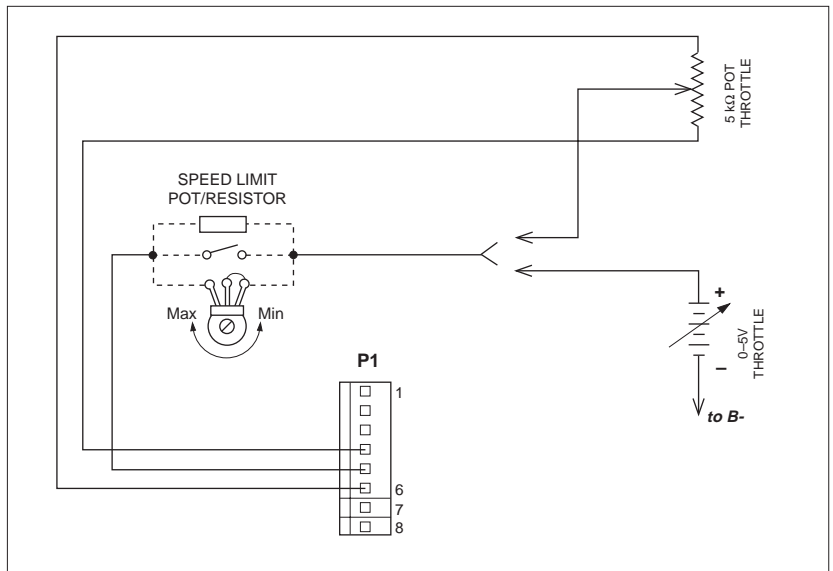 5 kΩ POT
THROTTLE
SPEED LIMIT
POT/RESISTOR
Max
Min
+
0–5V
THROTTLE
–
to B-
P1
1
6
7
8